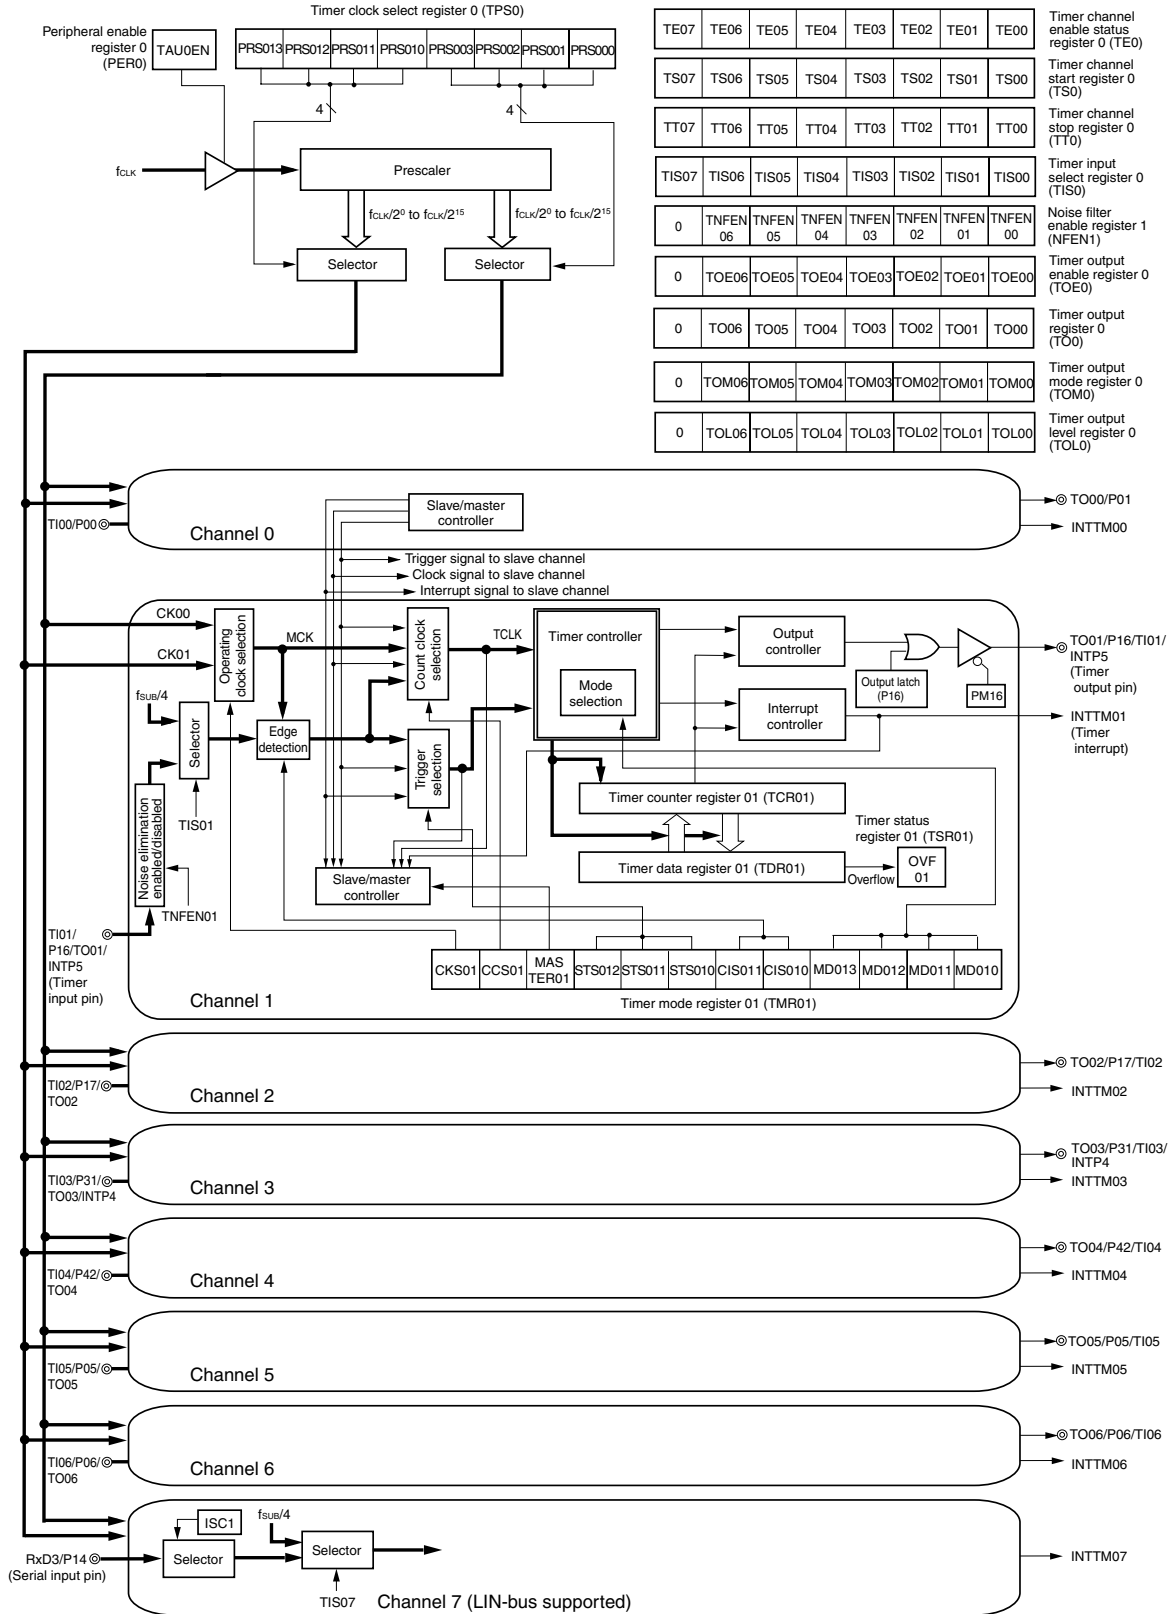 Timer clock select register 0 (TPS0)
Peripheral enable
register 0
(PER0)
TAU0EN
PRS013 PRS012 PRS011 PRS010 PRS003 PRS002 PRS001 PRS000
4
4
fCLK
Prescaler
fCLK/2⁰ to fCLK/2¹⁵
fCLK/2⁰ to fCLK/2¹⁵
Selector
Selector
TE07 TE06 TE05 TE04 TE03 TE02 TE01 TE00
Timer channel
enable status
register 0 (TE0)
TS07 TS06 TS05 TS04 TS03 TS02 TS01 TS00
Timer channel
start register 0
(TS0)
TT07 TT06 TT05 TT04 TT03 TT02 TT01 TT00
Timer channel
stop register 0
(TT0)
TIS07 TIS06 TIS05 TIS04 TIS03 TIS02 TIS01 TIS00
Timer input
select register 0
(TIS0)
0 TNFEN TNFEN TNFEN TNFEN TNFEN TNFEN TNFEN
06 05 04 03 02 01 00
Noise filter
enable register 1
(NFEN1)
0 TOE06 TOE05 TOE04 TOE03 TOE02 TOE01 TOE00
Timer output
enable register 0
(TOE0)
0 TO06 TO05 TO04 TO03 TO02 TO01 TO00
Timer output
register 0
(TO0)
0 TOM06 TOM05 TOM04 TOM03 TOM02 TOM01 TOM00
Timer output
mode register 0
(TOM0)
0 TOL06 TOL05 TOL04 TOL03 TOL02 TOL01 TOL00
Timer output
level register 0
(TOL0)
TI00/P00
Channel 0
Slave/master
controller
TO00/P01
INTTM00
Trigger signal to slave channel
Clock signal to slave channel
Interrupt signal to slave channel
CK00
CK01
Operating
clock selection
MCK
Count clock
selection
TCLK
Timer controller
Mode
selection
Output
controller
Output latch
(P16)
PM16
TO01/P16/TI01/
INTP5
(Timer
output pin)
fSUB/4
Selector
TIS01
Edge
detection
Trigger
selection
Interrupt
controller
INTTM01
(Timer
interrupt)
Noise elimination
enabled/disabled
TNFEN01
Timer counter register 01 (TCR01)
Timer status
register 01 (TSR01)
Timer data register 01 (TDR01)
Overflow
OVF
01
Slave/master
controller
TI01/
P16/TO01/
INTP5
(Timer
input pin)
CKS01 CCS01 MAS
TER01 STS012 STS011 STS010 CIS011 CIS010 MD013 MD012 MD011 MD010
Timer mode register 01 (TMR01)
Channel 1
TI02/P17/
TO02
Channel 2
TO02/P17/TI02
INTTM02
TI03/P31/
TO03/INTP4
Channel 3
TO03/P31/TI03/
INTP4
INTTM03
TI04/P42/
TO04
Channel 4
TO04/P42/TI04
INTTM04
TI05/P05/
TO05
Channel 5
TO05/P05/TI05
INTTM05
TI06/P06/
TO06
Channel 6
TO06/P06/TI06
INTTM06
ISC1
fSUB/4
RxD3/P14
(Serial input pin)
Selector
Selector
TIS07
Channel 7 (LIN-bus supported)
INTTM07